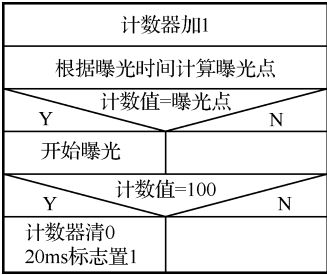 计数器加1
根据曝光时间计算曝光点
计数值=曝光点
Y
N
开始曝光
计数值=100
Y
N
计数器清0
20ms标志置1